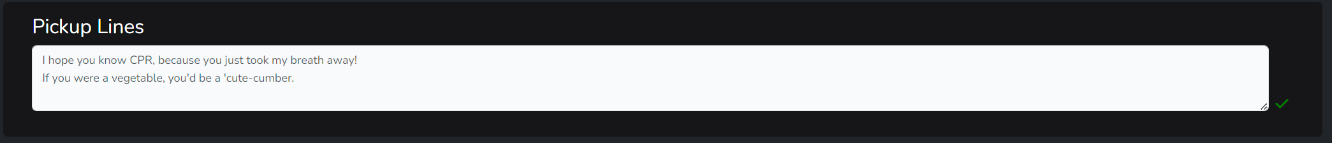 Pickup Lines
I hope you know CPR, because you just took my breath away!
If you were a vegetable, you'd be a 'cute-cumber.